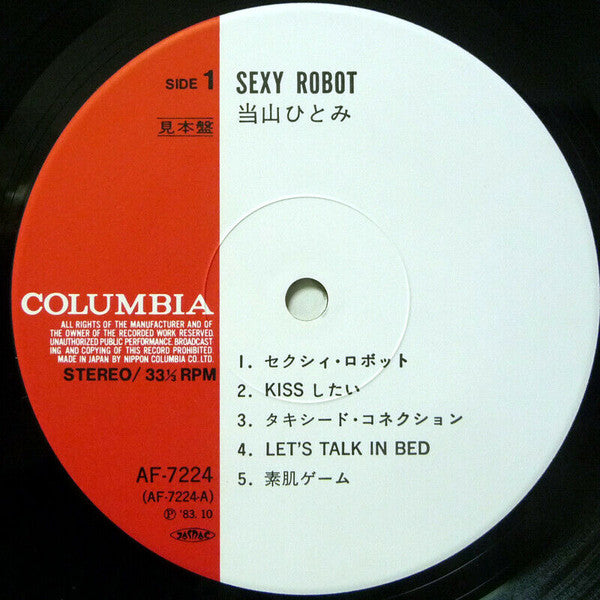 SIDE 1
見本盤
SEXY ROBOT
当山ひとみ
COLUMBIA
ALL RIGHTS OF THE MANUFACTURER AND OF
THE OWNER OF THE RECORDED WORK RESERVED
UNAUTHORIZED PUBLIC PERFORMANCE. BROADCAST
ING AND COPYING OF THIS RECORD PROHIBITED.
MADE IN JAPAN BY NIPPON COLUMBIA CO. LTD.
STEREO/ 33⅓ RPM
1. セクシィ・ロボット
2. KISS したい
3. タキシード・コネクション
4. LET'S TALK IN BED
5. 素肌ゲーム
AF-7224
(AF-7224-A)
Ⓟ '83. 10
JASRAC